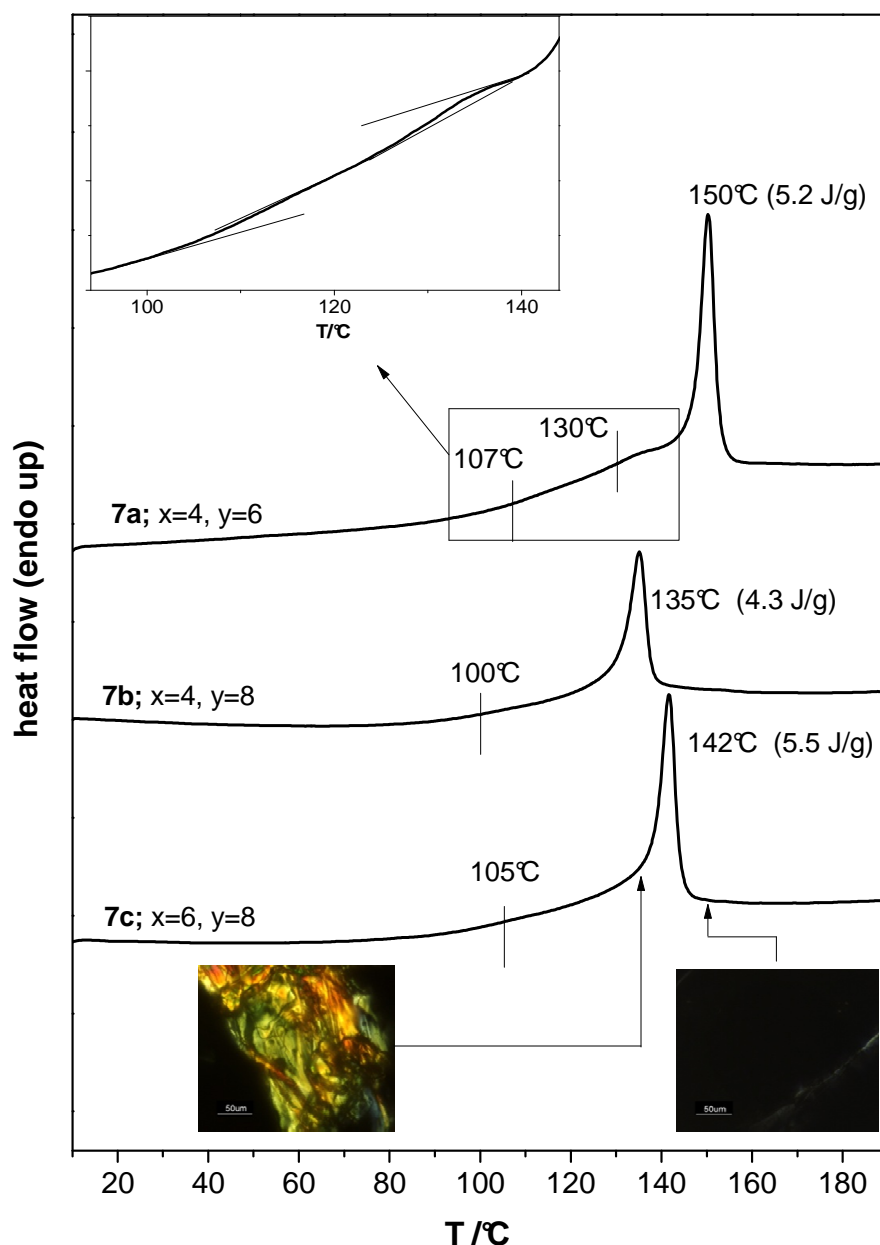 100
120
140
T/°C
150°C (5.2 J/g)
130°C
107°C
7a; x=4, y=6
135°C (4.3 J/g)
100°C
7b; x=4, y=8
142°C (5.5 J/g)
105°C
7c; x=6, y=8
heat flow (endo up)
50um
50um
20
40
60
80
100
120
140
160
180
T /°C